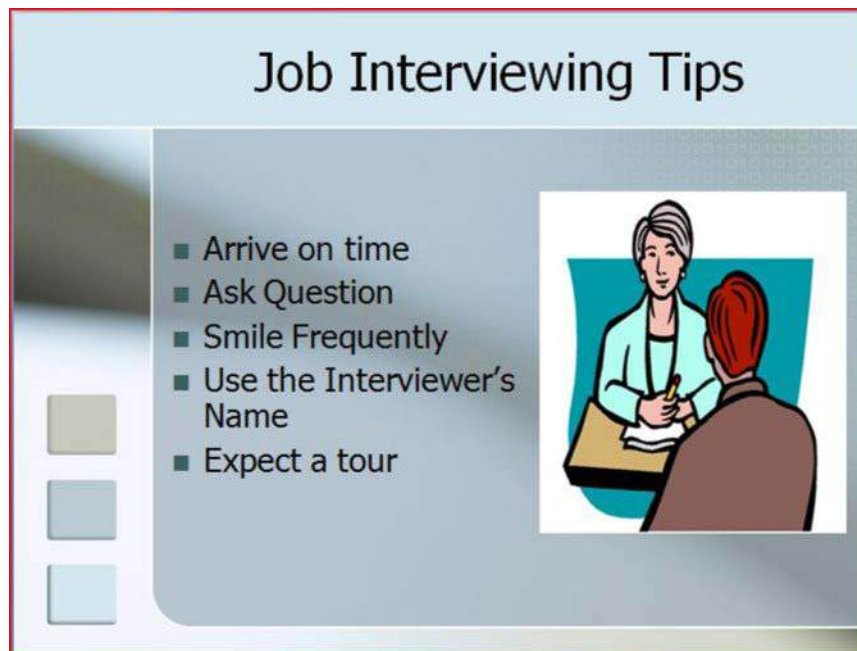 Job Interviewing Tips
■ Arrive on time
■ Ask Question
■ Smile Frequently
■ Use the Interviewer's
Name
■ Expect a tour